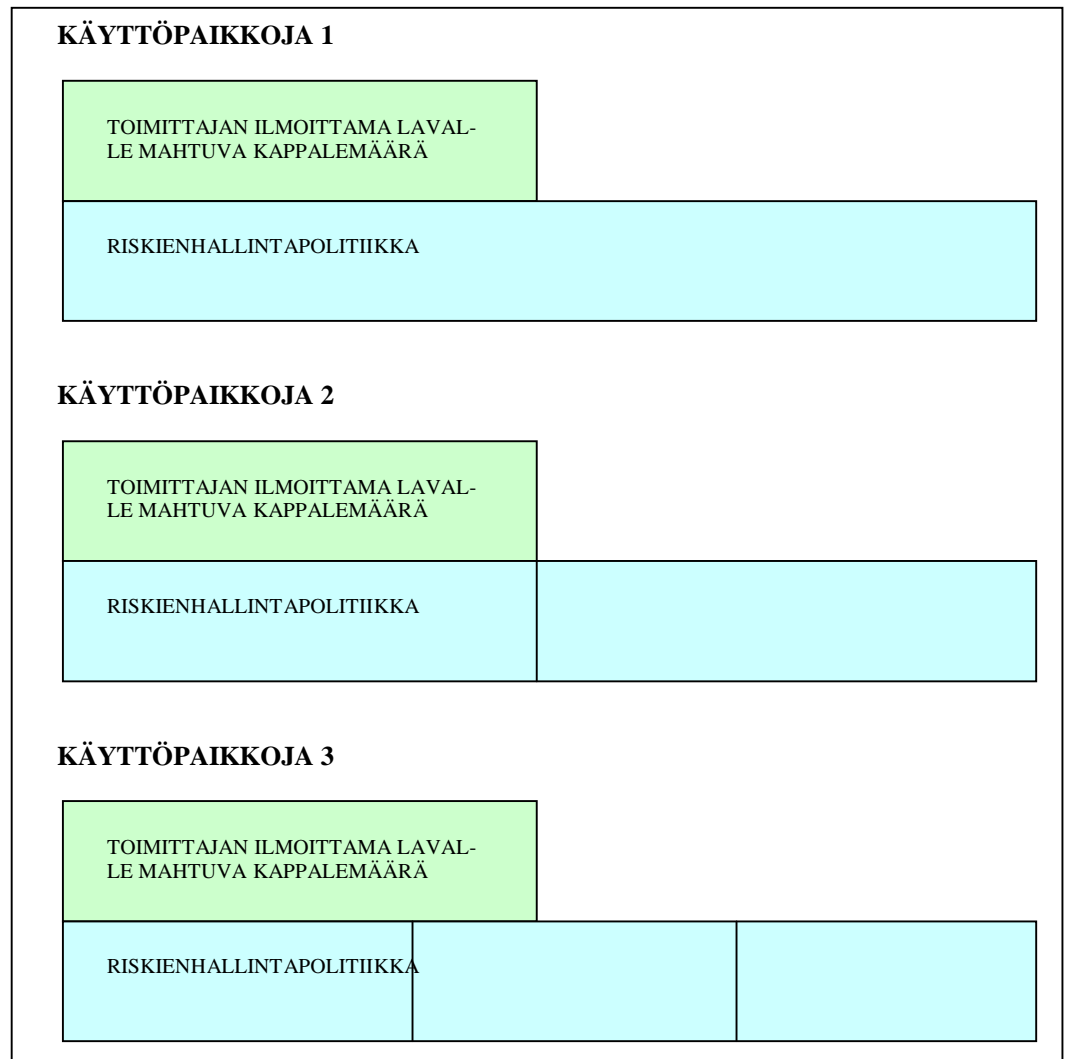 KÄYTTÖPAIKKOJA 1
TOIMITTAJAN ILMOITTAMA LAVAL-
LE MAHTUVA KAPPALEMÄÄRÄ
RISKIENHALLINTAPOLITIIKKA
KÄYTTÖPAIKKOJA 2
TOIMITTAJAN ILMOITTAMA LAVAL-
LE MAHTUVA KAPPALEMÄÄRÄ
RISKIENHALLINTAPOLITIIKKA
KÄYTTÖPAIKKOJA 3
TOIMITTAJAN ILMOITTAMA LAVAL-
LE MAHTUVA KAPPALEMÄÄRÄ
RISKIENHALLINTAPOLITIIKKA